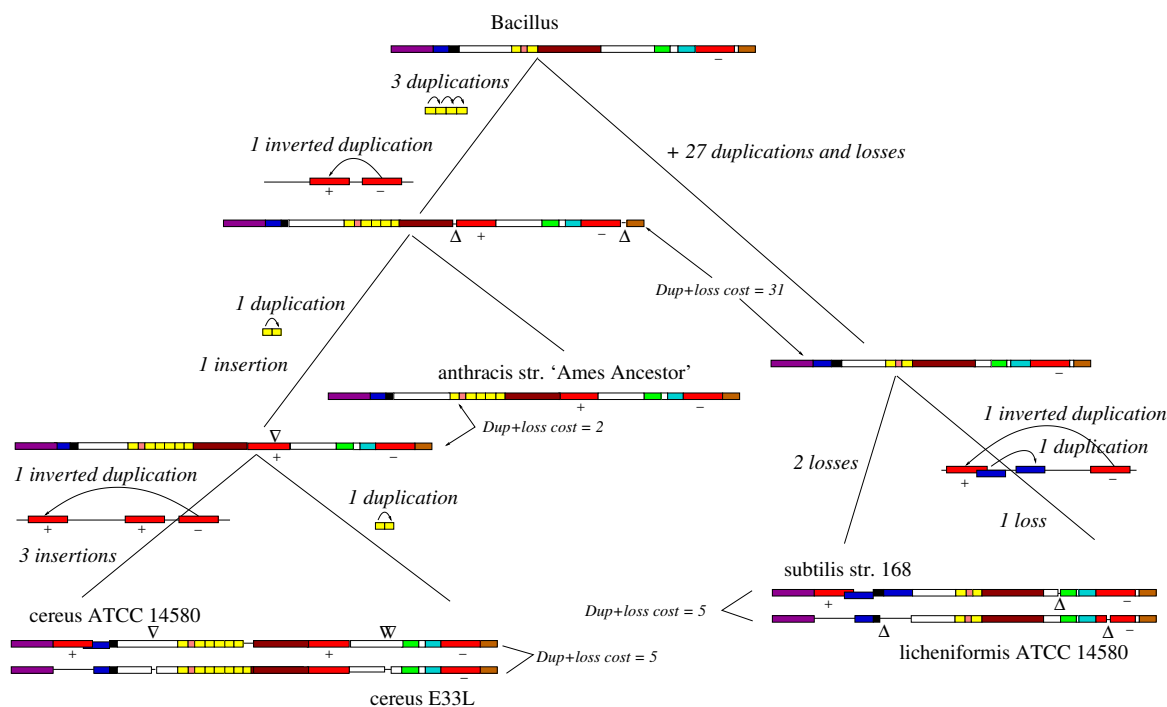 Bacillus
−
3 duplications
1 inverted duplication
+ −
+ 27 duplications and losses
Δ + − Δ
Dup+loss cost = 31
1 duplication
1 insertion
−
anthracis str. ‘Ames Ancestor’
+ −
Dup+loss cost = 2
∇
+ −
1 inverted duplication
+ + −
3 insertions
1 duplication
1 inverted duplication
1 duplication
+ −
2 losses
1 loss
cereus ATCC 14580
∇ ∇∇
+ + −
−
Dup+loss cost = 5
cereus E33L
subtilis str. 168
+ Δ −
Dup+loss cost = 5
Δ Δ −
licheniformis ATCC 14580